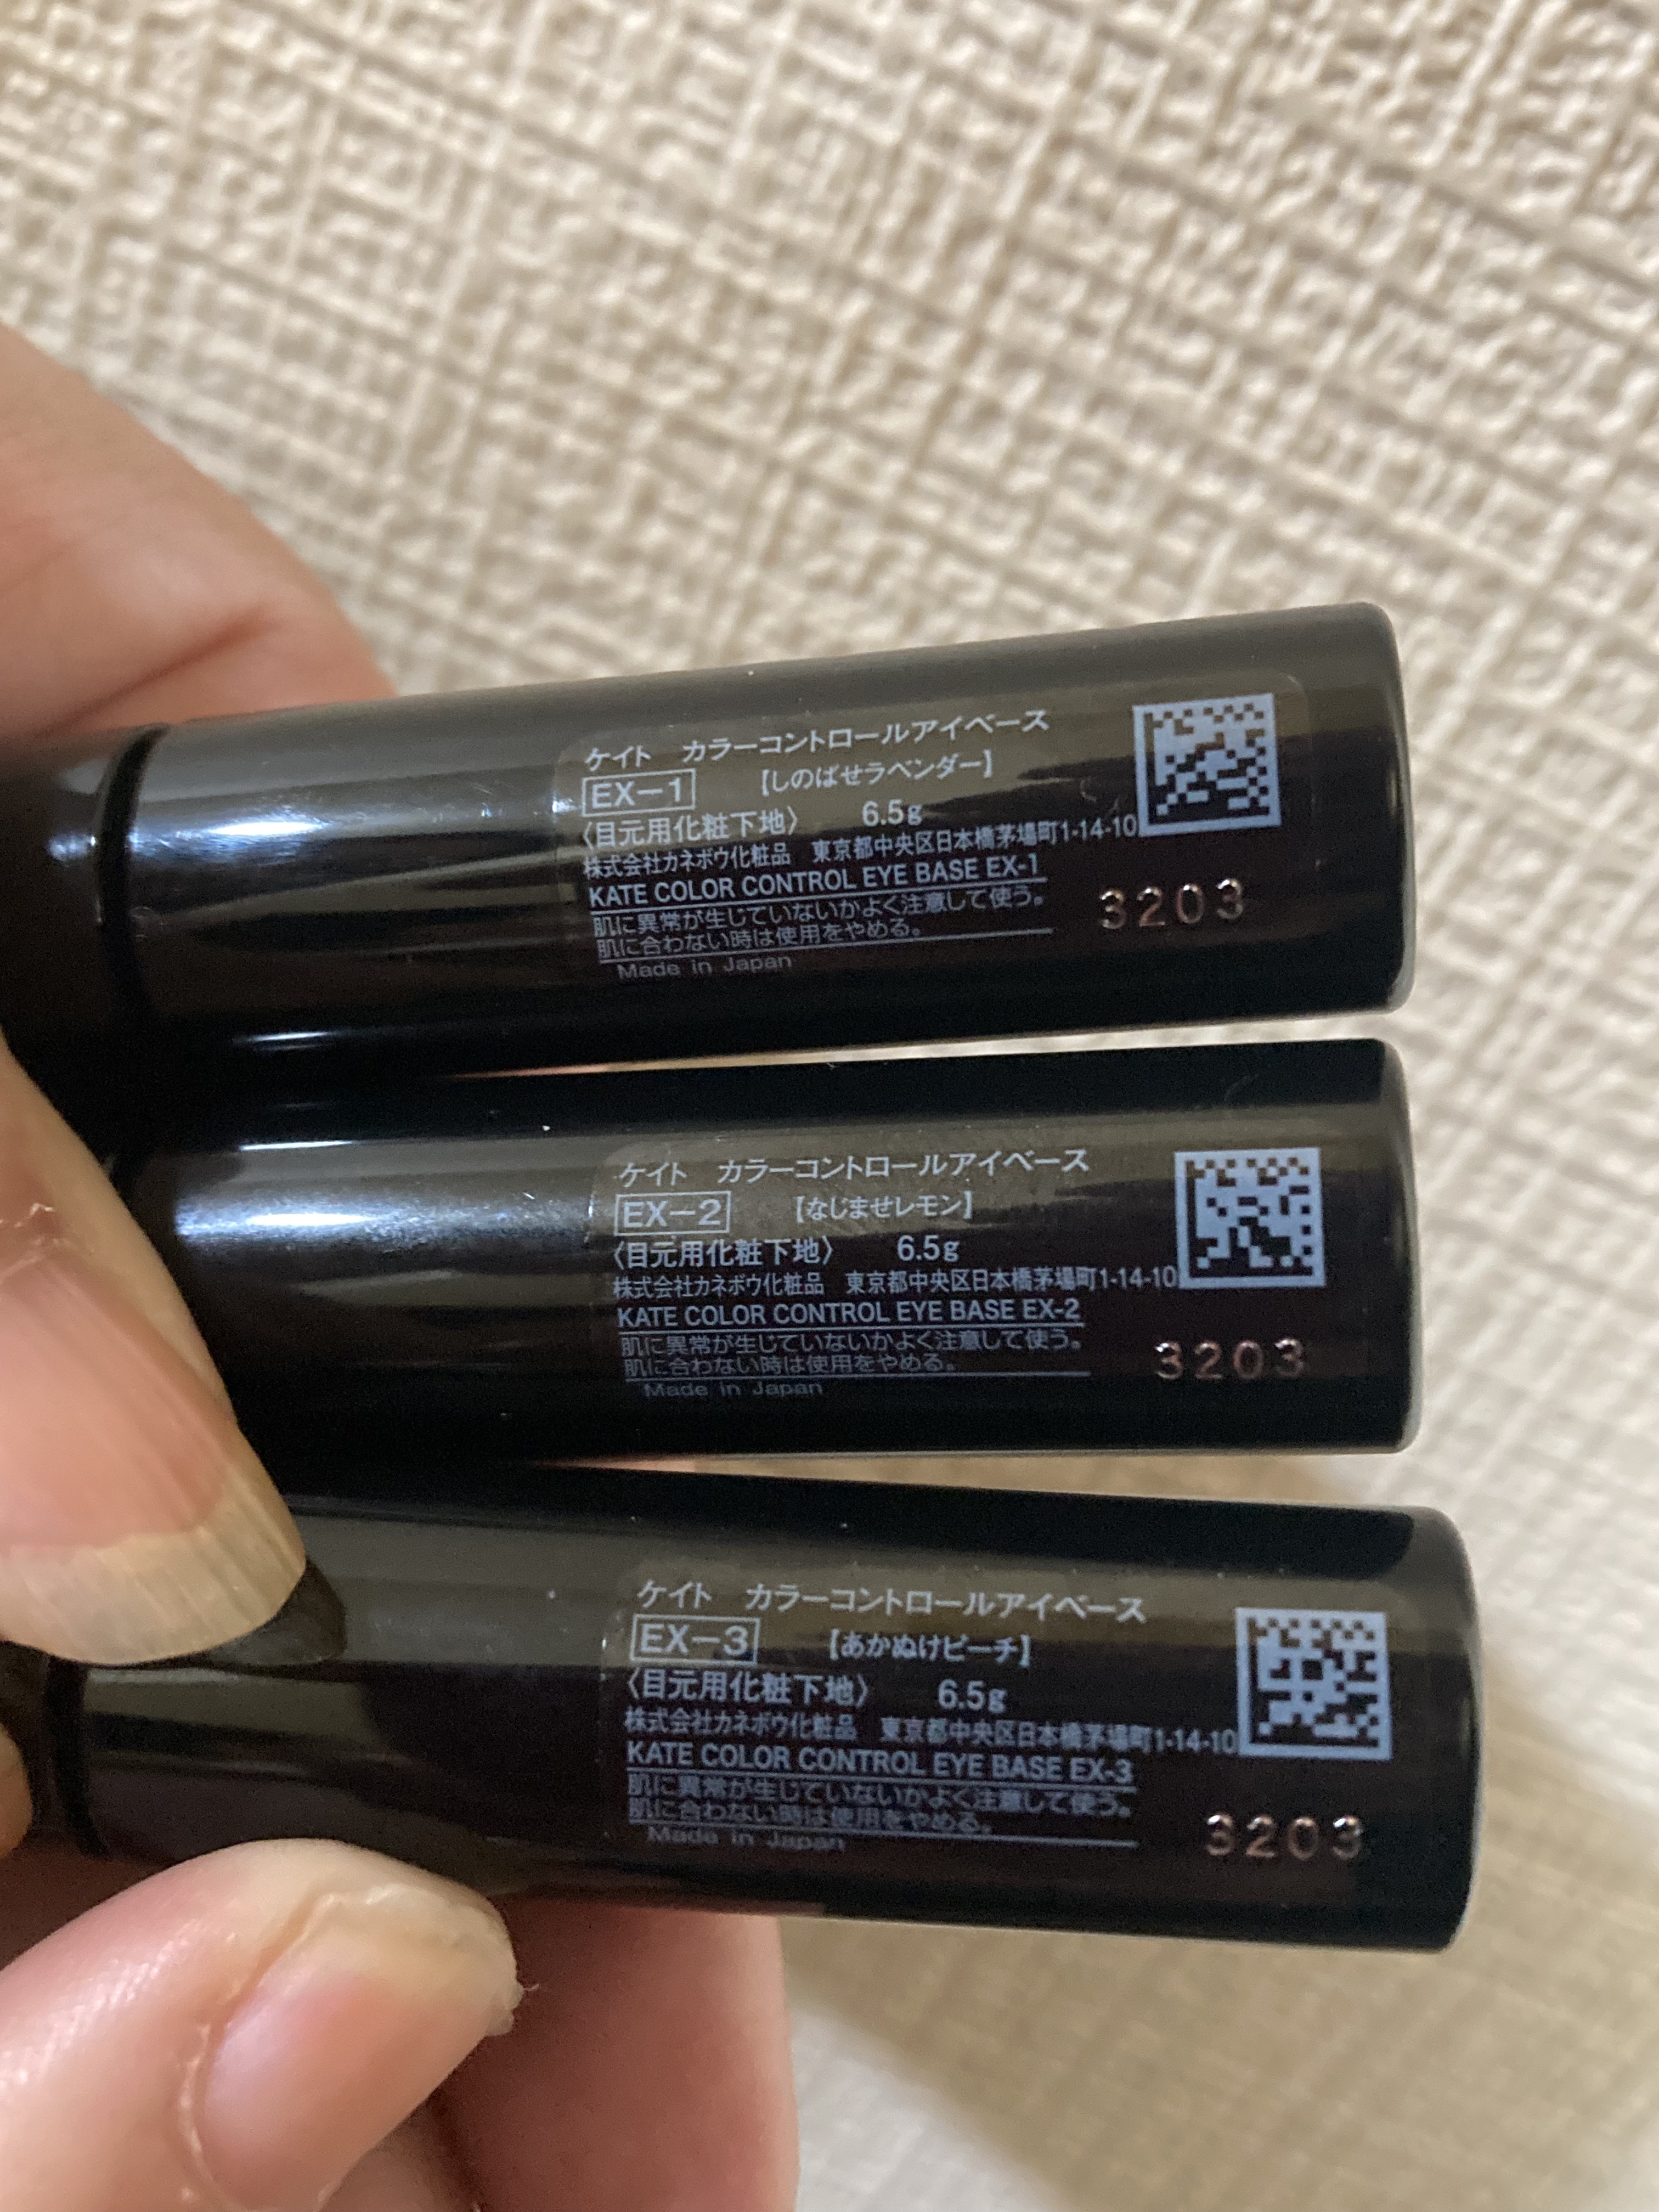 ケイト カラーコントロールアイベース
EX-1 【しのばせラベンダー】
〈目元用化粧下地〉 6.5g
株式会社カネボウ化粧品 東京都中央区日本橋茅場町1-14-10
KATE COLOR CONTROL EYE BASE EX-1
肌に異常が生じていないかよく注意して使う。
肌に合わない時は使用をやめる。
Made in Japan
3203
ケイト カラーコントロールアイベース
EX-2 【なじませレモン】
〈目元用化粧下地〉 6.5g
株式会社カネボウ化粧品 東京都中央区日本橋茅場町1-14-10
KATE COLOR CONTROL EYE BASE EX-2
肌に異常が生じていないかよく注意して使う。
肌に合わない時は使用をやめる。
Made in Japan
3203
ケイト カラーコントロールアイベース
EX-3 【あかぬけピーチ】
〈目元用化粧下地〉 6.5g
株式会社カネボウ化粧品 東京都中央区日本橋茅場町1-14-10
KATE COLOR CONTROL EYE BASE EX-3
肌に異常が生じていないかよく注意して使う。
肌に合わない時は使用をやめる。
Made in Japan
3203